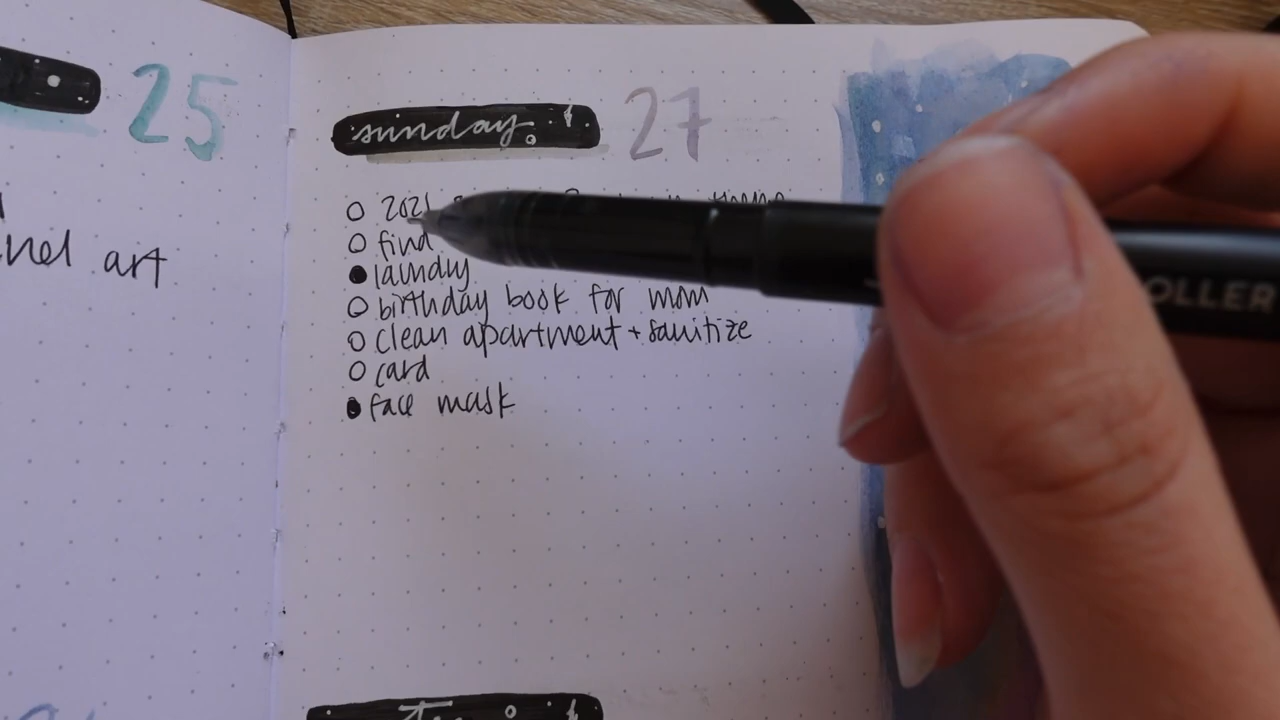 25
nel art
sunday
27
2021
find
laundry
birthday book for mom
clean apartment + sanitize
card
face mask
OLLER